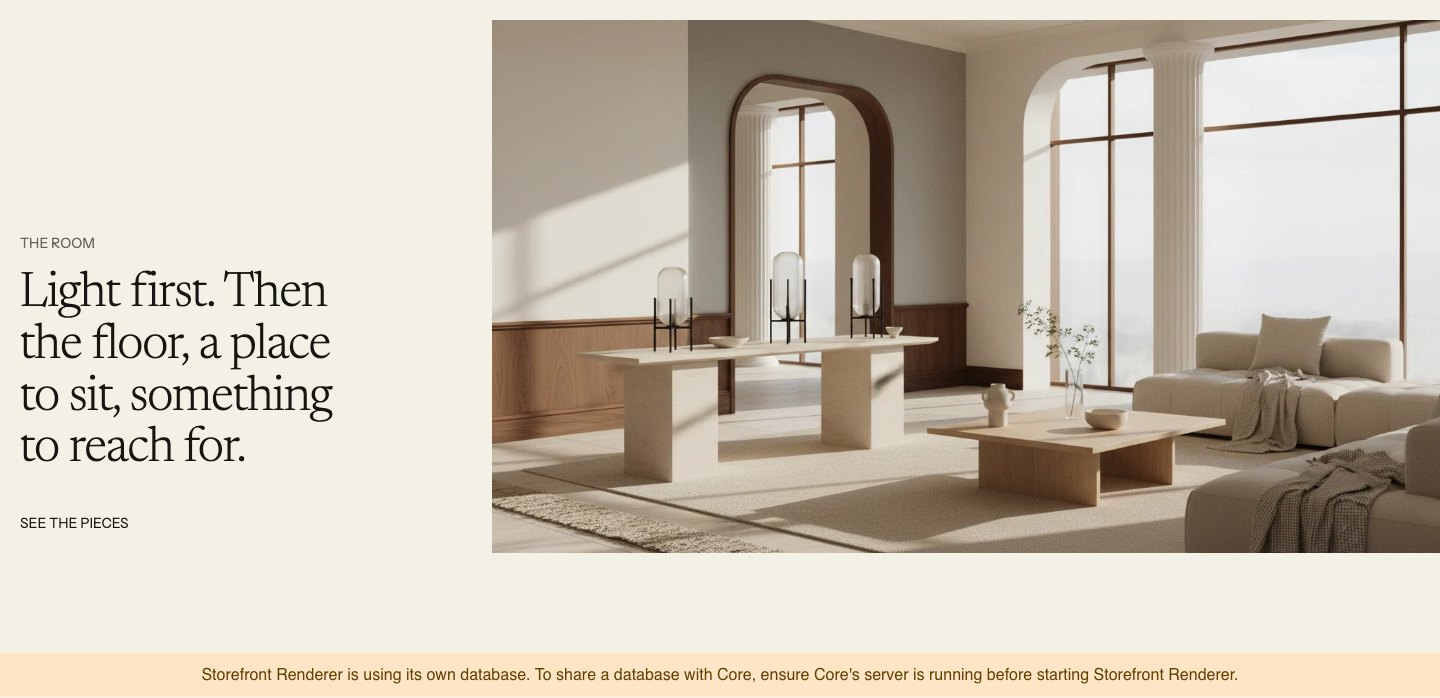 THE ROOM
Light first. Then
the floor, a place
to sit, something
to reach for.
SEE THE PIECES
Storefront Renderer is using its own database. To share a database with Core, ensure Core's server is running before starting Storefront Renderer.